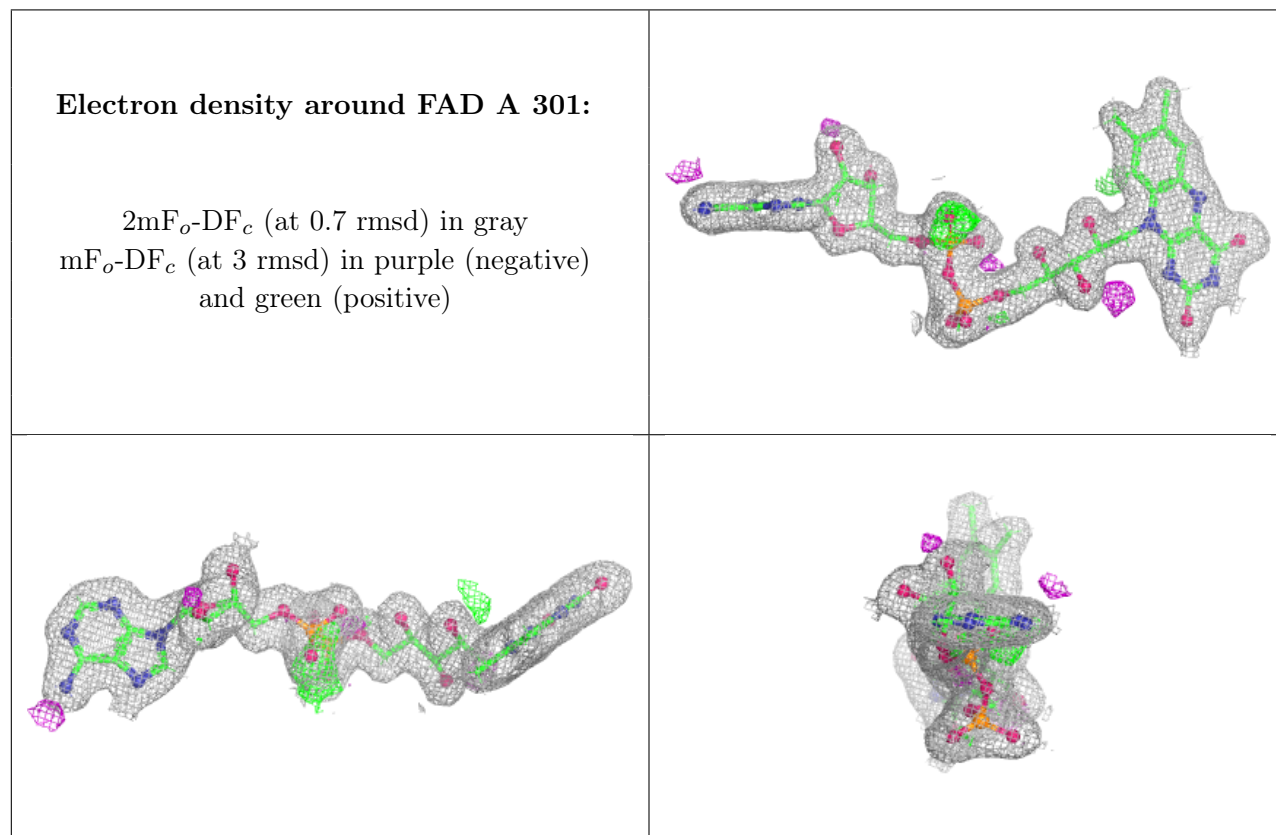 Electron density around FAD A 301:
2mFo-DFc (at 0.7 rmsd) in gray
mFo-DFc (at 3 rmsd) in purple (negative)
and green (positive)